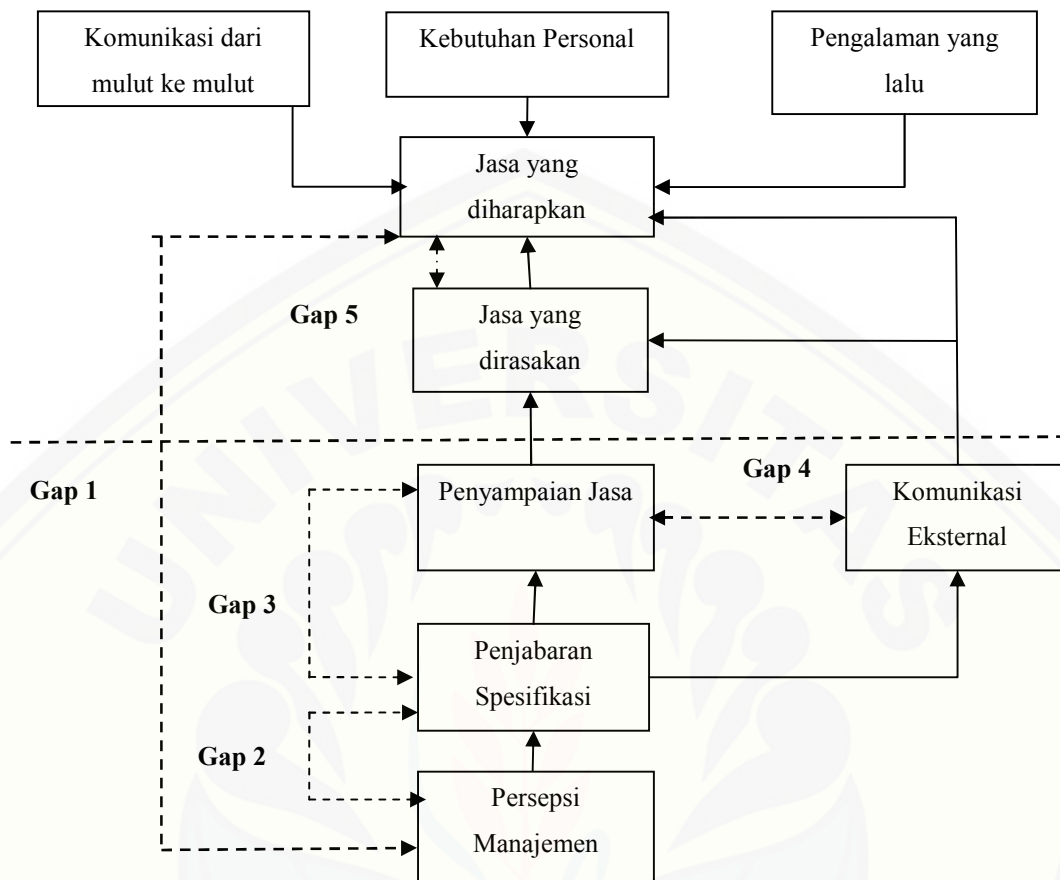 Komunikasi dari
mulut ke mulut
Kebutuhan Personal
Pengalaman yang
lalu
Jasa yang
diharapkan
Gap 5
Jasa yang
dirasakan
UNIVERSITAS
Gap 1
Penyampaian Jasa
Gap 4
Komunikasi
Eksternal
Gap 3
Penjabaran
Spesifikasi
Gap 2
Persepsi
Manajemen